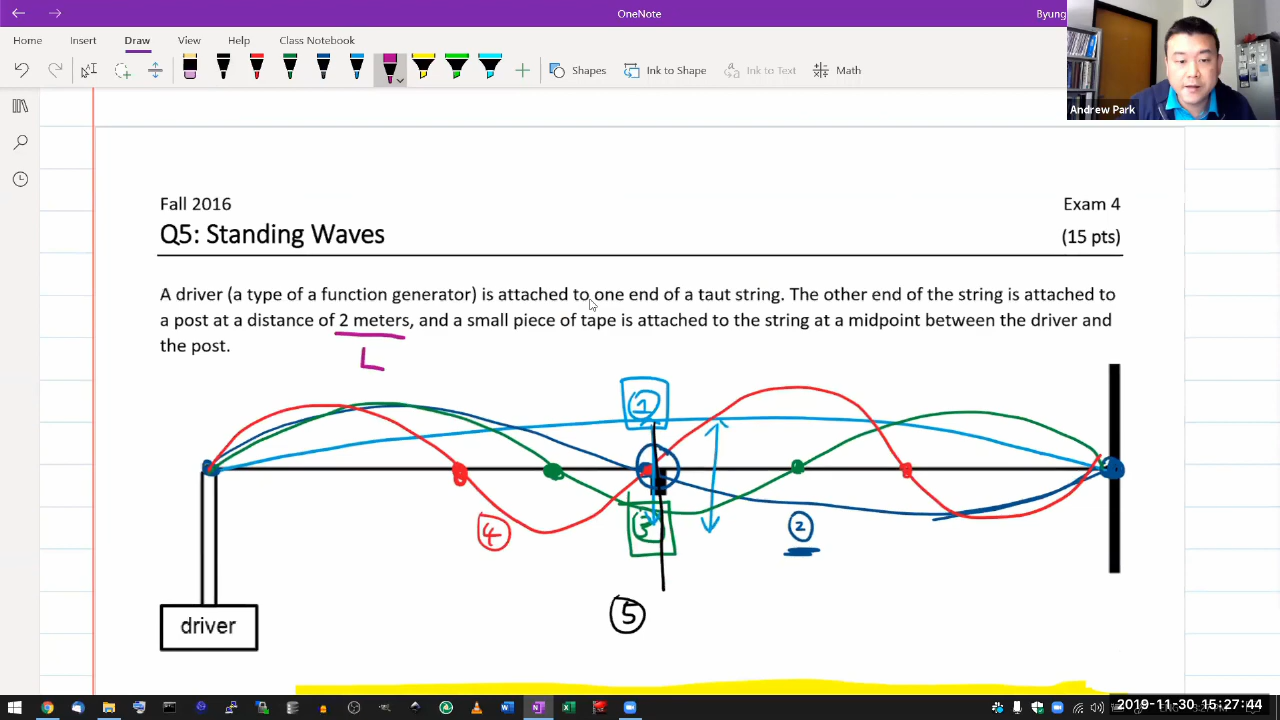 OneNote
Byung
Home Insert Draw View Help Class Notebook
Shapes Ink to Shape Ink to Text Math
Andrew Park
Fall 2016 Exam 4
Q5: Standing Waves (15 pts)
A driver (a type of a function generator) is attached to one end of a taut string. The other end of the string is attached to
a post at a distance of 2 meters, and a small piece of tape is attached to the string at a midpoint between the driver and
the post.
L
1
3
4
2
5
driver
2019-11-30 15:27:44